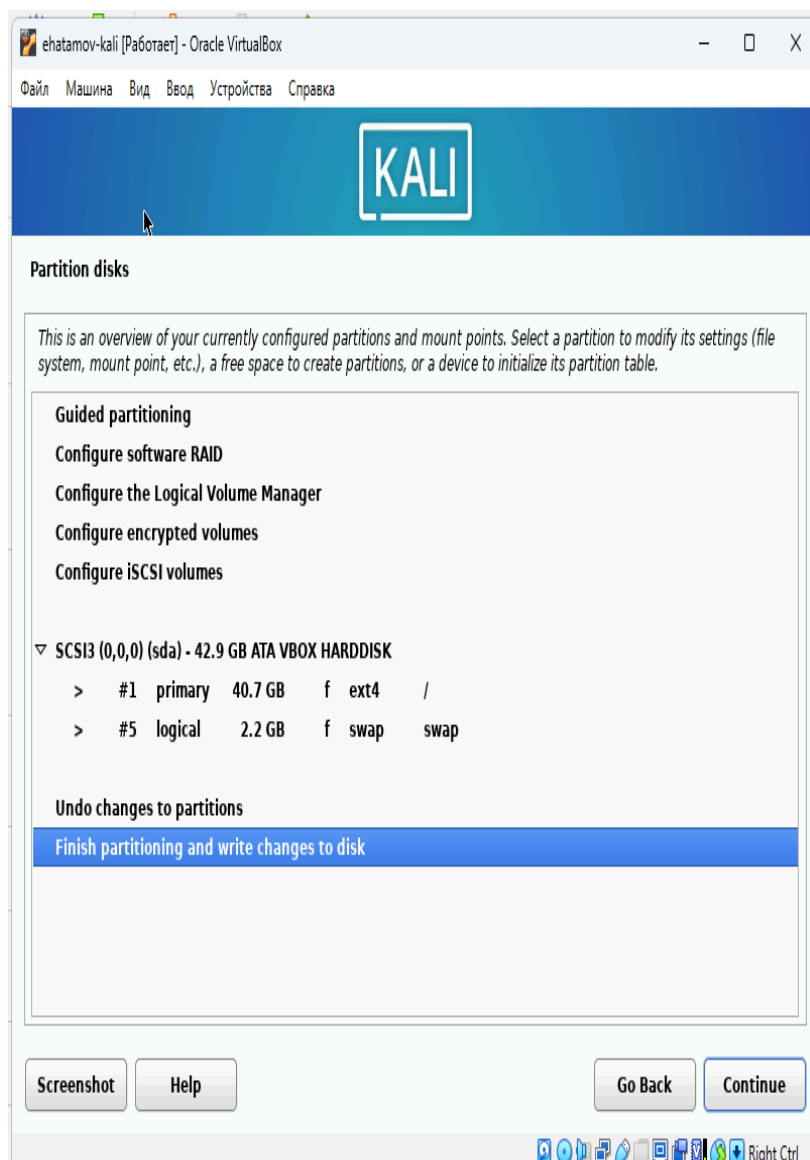 ehatamov-kali [Работает] - Oracle VirtualBox
Файл Машина Вид Ввод Устройства Справка
KALI
Partition disks
This is an overview of your currently configured partitions and mount points. Select a partition to modify its settings (file
system, mount point, etc.), a free space to create partitions, or a device to initialize its partition table.
Guided partitioning
Configure software RAID
Configure the Logical Volume Manager
Configure encrypted volumes
Configure iSCSI volumes
SCSI3 (0,0,0) (sda) - 42.9 GB ATA VBOX HARDDISK
> #1 primary 40.7 GB f ext4 /
> #5 logical 2.2 GB f swap swap
Undo changes to partitions
Finish partitioning and write changes to disk
Screenshot Help Go Back Continue
Right Ctrl